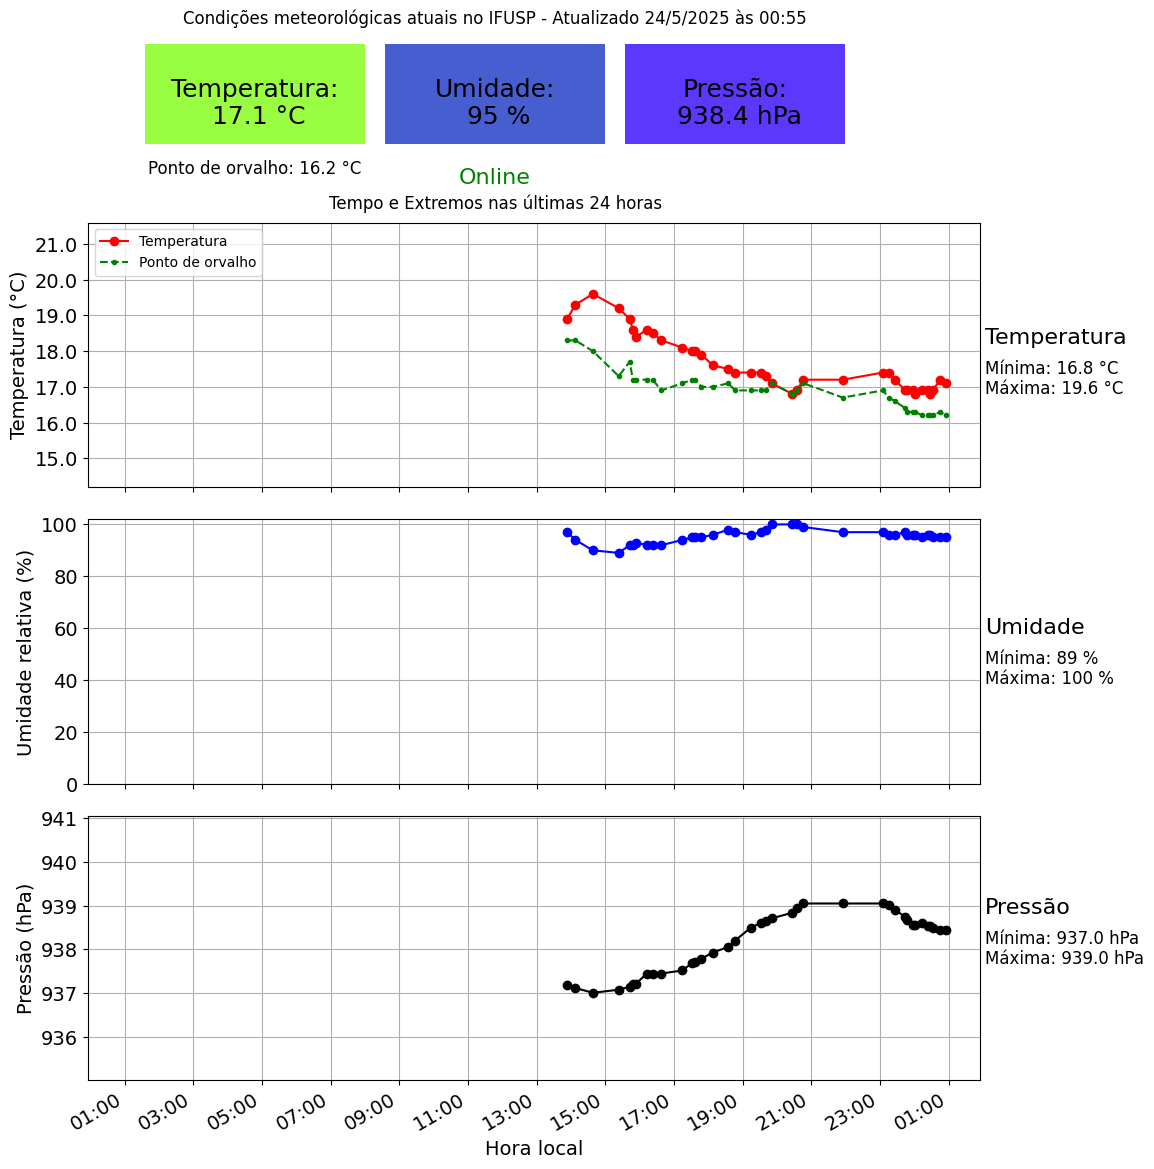 Condições meteorológicas atuais no IFUSP - Atualizado 24/5/2025 às 00:55
Temperatura:
17.1 °C
Umidade:
95 %
Pressão:
938.4 hPa
Ponto de orvalho: 16.2 °C
Online
Tempo e Extremos nas últimas 24 horas
Temperatura (°C)
21.0
20.0
19.0
18.0
17.0
16.0
15.0
Temperatura
Ponto de orvalho
Temperatura
Mínima: 16.8 °C
Máxima: 19.6 °C
Umidade relativa (%)
100
80
60
40
20
0
Umidade
Mínima: 89 %
Máxima: 100 %
Pressão (hPa)
941
940
939
938
937
936
Pressão
Mínima: 937.0 hPa
Máxima: 939.0 hPa
01:00 03:00 05:00 07:00 09:00 11:00 13:00 15:00 17:00 19:00 21:00 23:00 01:00
Hora local